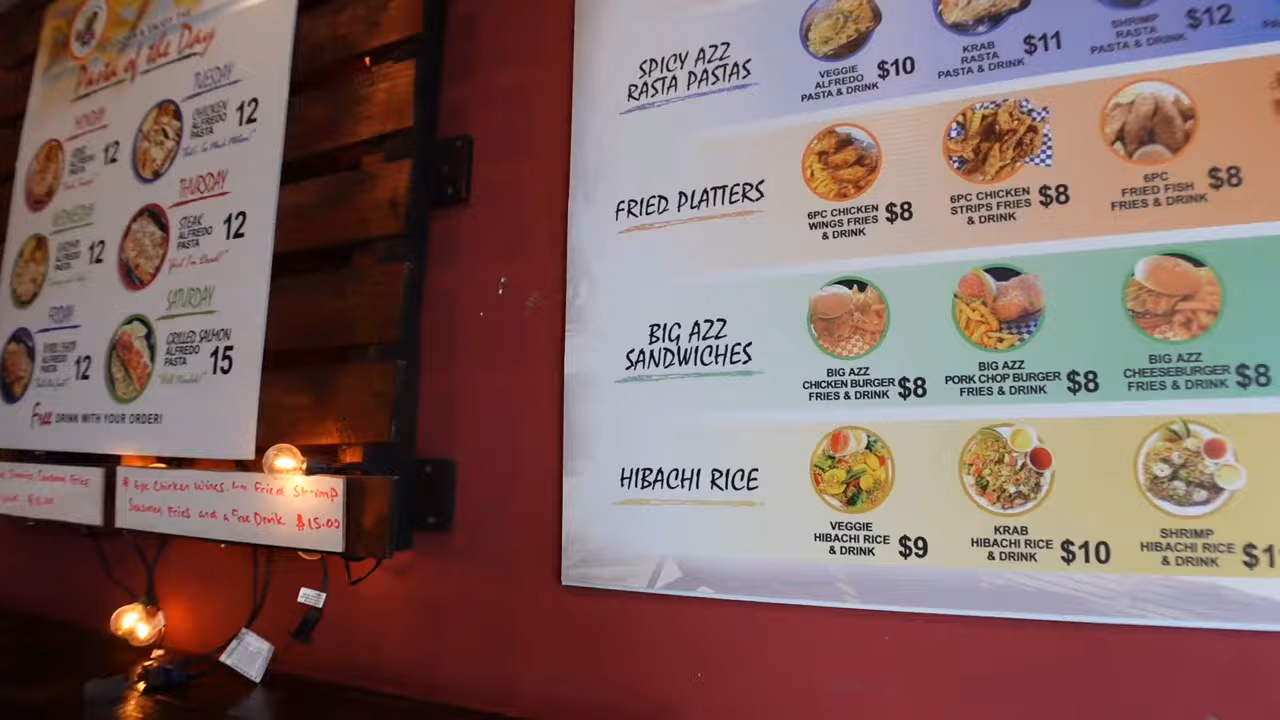 Pasta of the Day
MONDAY
12
TUESDAY
CHICKEN
ALFREDO
PASTA
12
WEDNESDAY
ALFREDO
PASTA
12
THURSDAY
STEAK
ALFREDO
PASTA
12
FRIDAY
ALFREDO
PASTA
12
SATURDAY
GRILLED SALMON
ALFREDO
PASTA
15
Free DRINK WITH YOUR ORDER!
Fries
6pc Chicken Wings, Fried Shrimp
Seasoned Fries and a Free Drink $15.00
SPICY AZZ
RASTA PASTAS
VEGGIE
ALFREDO
PASTA & DRINK
$10
KRAB
RASTA
PASTA & DRINK
$11
SHRIMP
RASTA
PASTA & DRINK
$12
FRIED PLATTERS
6PC CHICKEN
WINGS FRIES
& DRINK
$8
6PC CHICKEN
STRIPS FRIES
& DRINK
$8
6PC
FRIED FISH
FRIES & DRINK
$8
BIG AZZ
SANDWICHES
BIG AZZ
CHICKEN BURGER
FRIES & DRINK
$8
BIG AZZ
PORK CHOP BURGER
FRIES & DRINK
$8
BIG AZZ
CHEESEBURGER
FRIES & DRINK
$8
HIBACHI RICE
VEGGIE
HIBACHI RICE
& DRINK
$9
KRAB
HIBACHI RICE
& DRINK
$10
SHRIMP
HIBACHI RICE
& DRINK